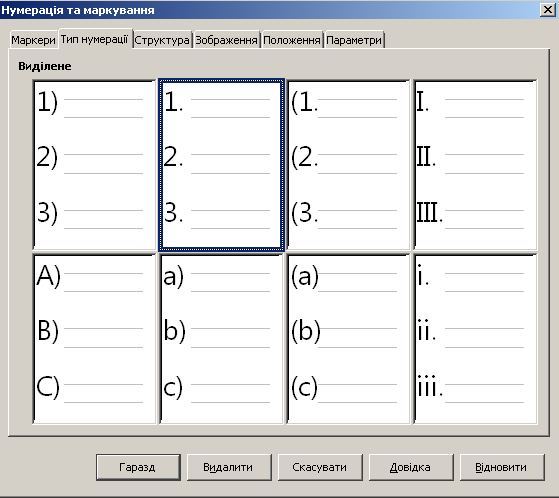 Нумерація та маркування
Маркери Тип нумерації Структура Зображення Положення Параметри
Виділене
1) 1. (1. I.
2) 2. (2. II.
3) 3. (3. III.
A) a) (a) i.
B) b) (b) ii.
C) c) (c) iii.
Гаразд Видалити Скасувати Довідка Відновити